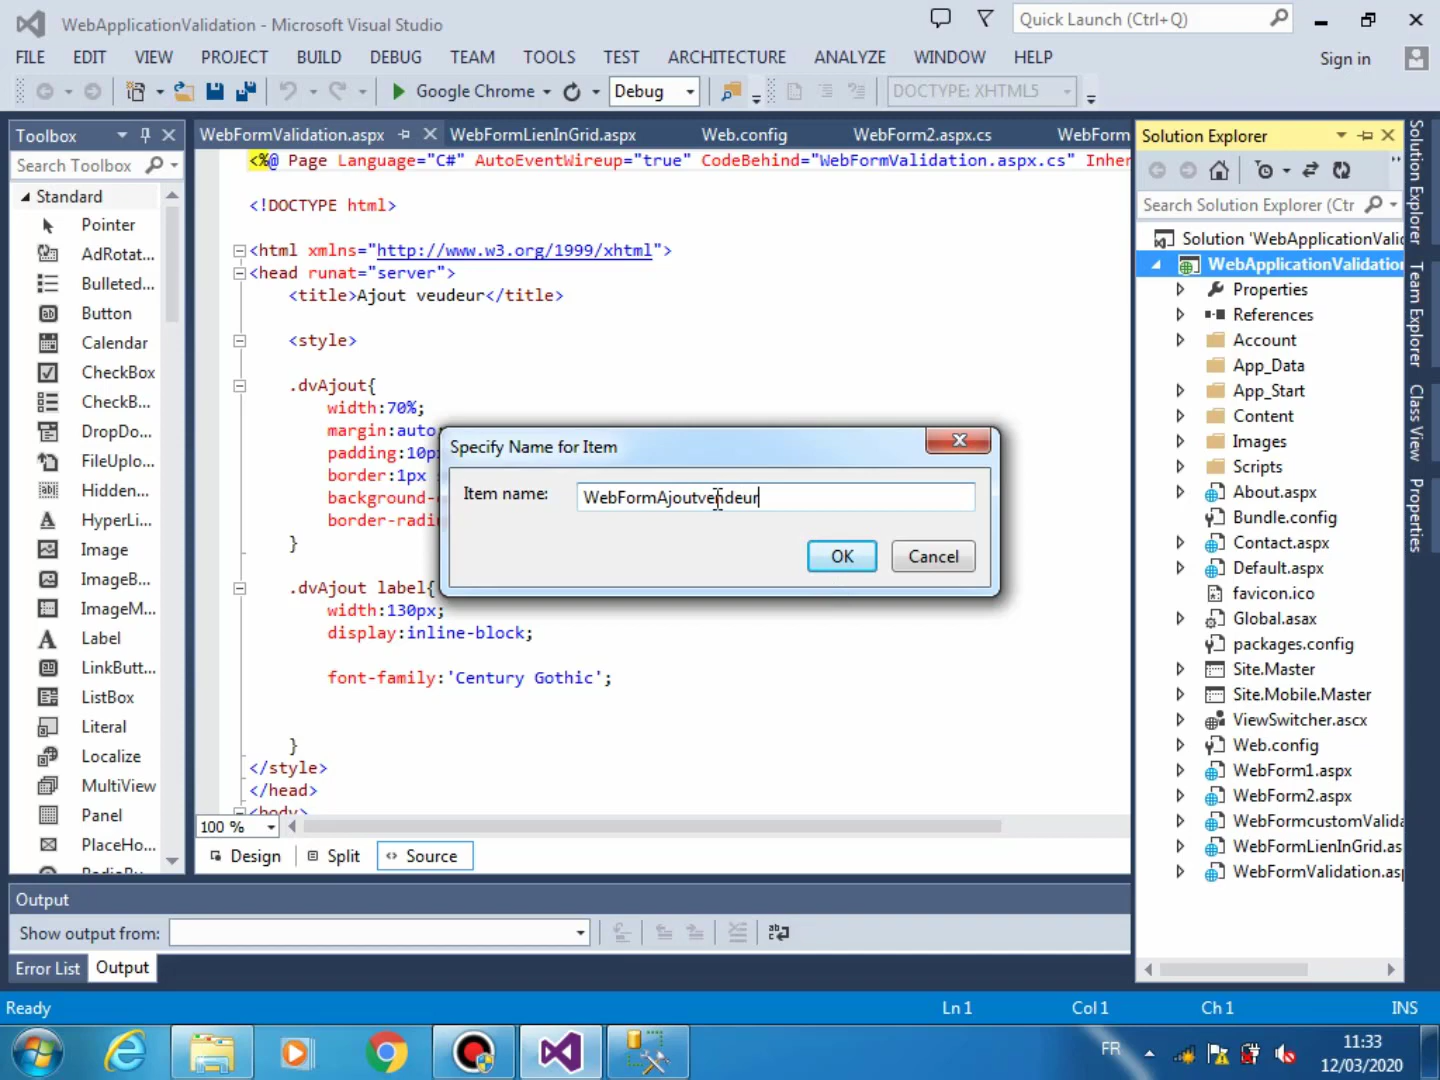 WebApplicationValidation - Microsoft Visual Studio
Quick Launch (Ctrl+Q)
FILE EDIT VIEW PROJECT BUILD DEBUG TEAM TOOLS TEST ARCHITECTURE ANALYZE WINDOW HELP
Sign in
Google Chrome
Debug
DOCTYPE: XHTML5
Toolbox
Search Toolbox
Standard
Pointer
AdRotat...
Bulleted...
Button
Calendar
CheckBox
CheckB...
DropDo...
FileUplo...
Hidden...
HyperLi...
Image
ImageB...
ImageM...
Label
LinkButt...
ListBox
Literal
Localize
MultiView
Panel
PlaceHo...
WebFormValidation.aspx WebFormLienInGrid.aspx Web.config WebForm2.aspx.cs WebForm
<%@ Page Language="C#" AutoEventWireup="true" CodeBehind="WebFormValidation.aspx.cs" Inher
<!DOCTYPE html>
<html xmlns="http://www.w3.org/1999/xhtml">
<head runat="server">
<title>Ajout veudeur</title>
<style>
.dvAjout{
width:70%;
margin:auto
padding:10p
border:1px
background-
border-radi
}
.dvAjout label{
width:130px;
display:inline-block;
font-family:'Century Gothic';
}
</style>
</head>
<body>
100 %
Design Split Source
Specify Name for Item
Item name: WebFormAjoutvendeur
OK Cancel
Solution Explorer
Search Solution Explorer (Ctr
Solution 'WebApplicationValid
WebApplicationValidation
Properties
References
Account
App_Data
App_Start
Content
Images
Scripts
About.aspx
Bundle.config
Contact.aspx
Default.aspx
favicon.ico
Global.asax
packages.config
Site.Master
Site.Mobile.Master
ViewSwitcher.ascx
Web.config
WebForm1.aspx
WebForm2.aspx
WebFormcustomValida
WebFormLienInGrid.as
WebFormValidation.asp
Solution Explorer
Team Explorer
Class View
Properties
Output
Show output from:
Error List Output
Ready Ln 1 Col 1 Ch 1 INS
FR
11:33
12/03/2020